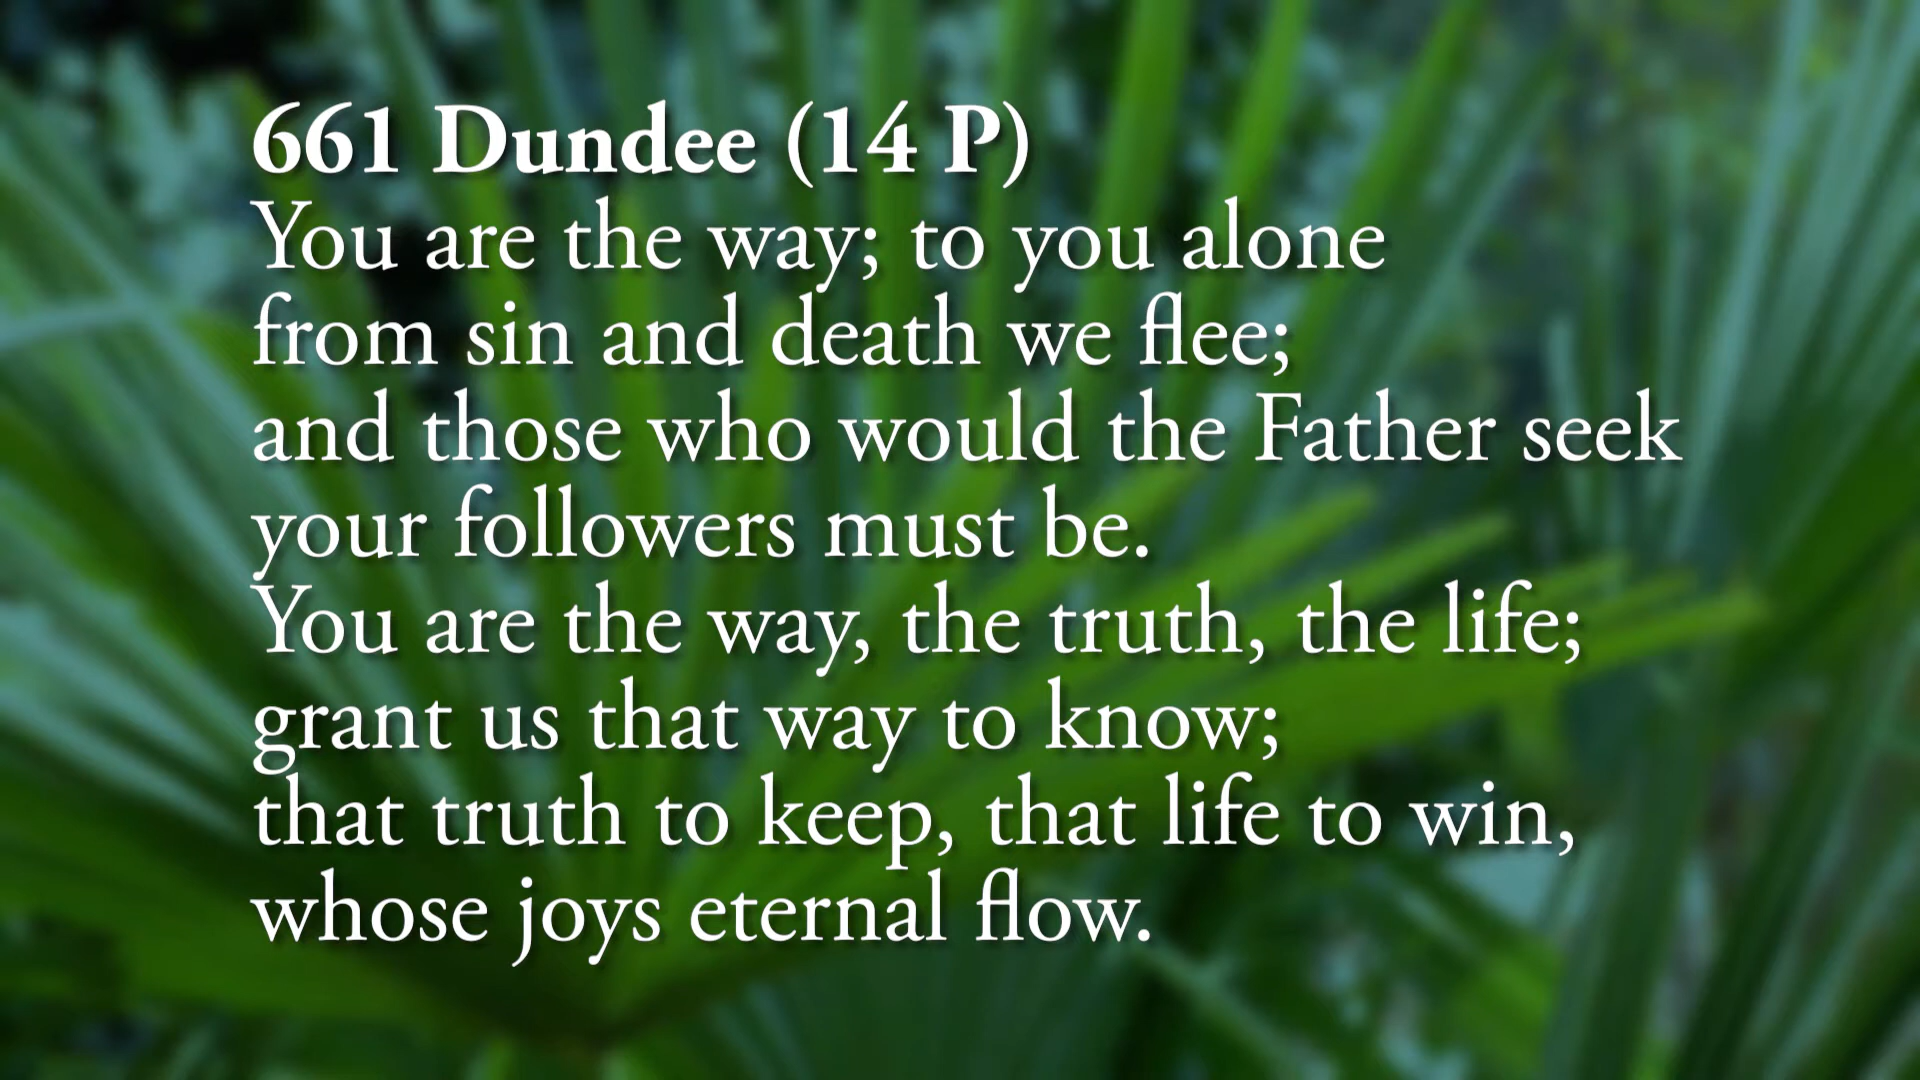 661 Dundee (14 P)
You are the way; to you alone
from sin and death we flee;
and those who would the Father seek
your followers must be.
You are the way, the truth, the life;
grant us that way to know;
that truth to keep, that life to win,
whose joys eternal flow.